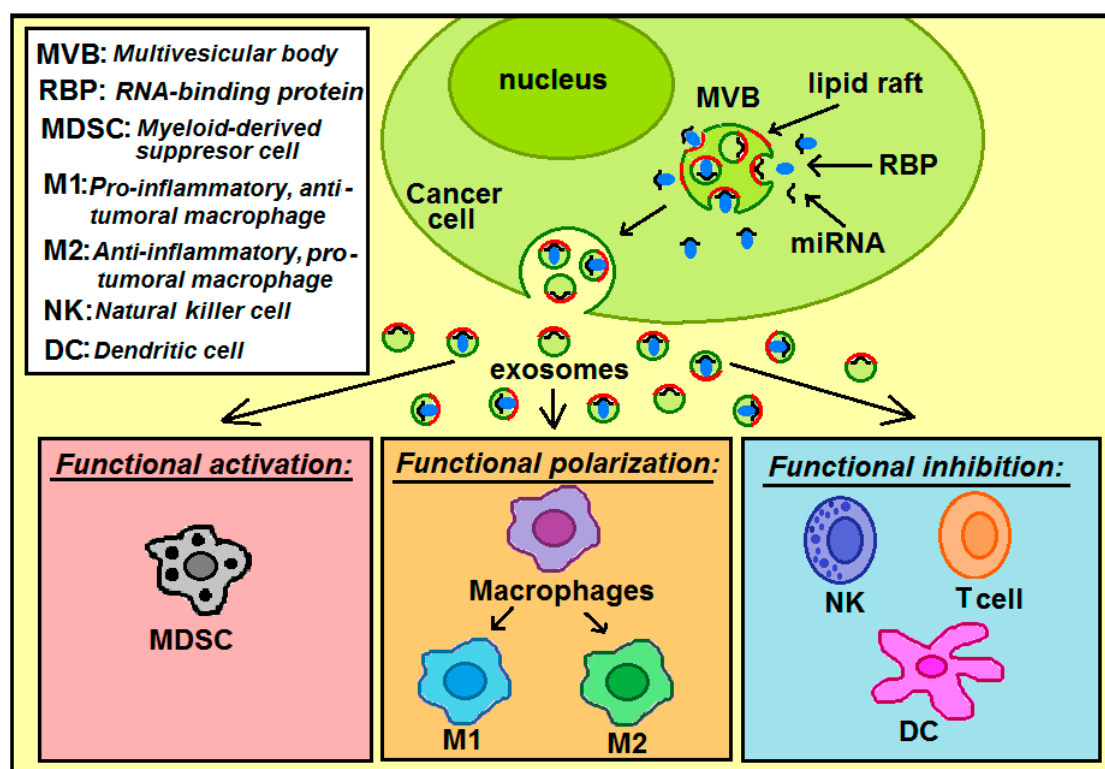 MVB: Multivesicular body
RBP: RNA-binding protein
MDSC: Myeloid-derived
suppresor cell
M1: Pro-inflammatory, anti-
tumoral macrophage
M2: Anti-inflammatory, pro-
tumoral macrophage
NK: Natural killer cell
DC: Dendritic cell
nucleus
MVB
lipid raft
RBP
miRNA
Cancer
cell
exosomes
Functional activation:
MDSC
Functional polarization:
Macrophages
M1
M2
Functional inhibition:
NK
T cell
DC